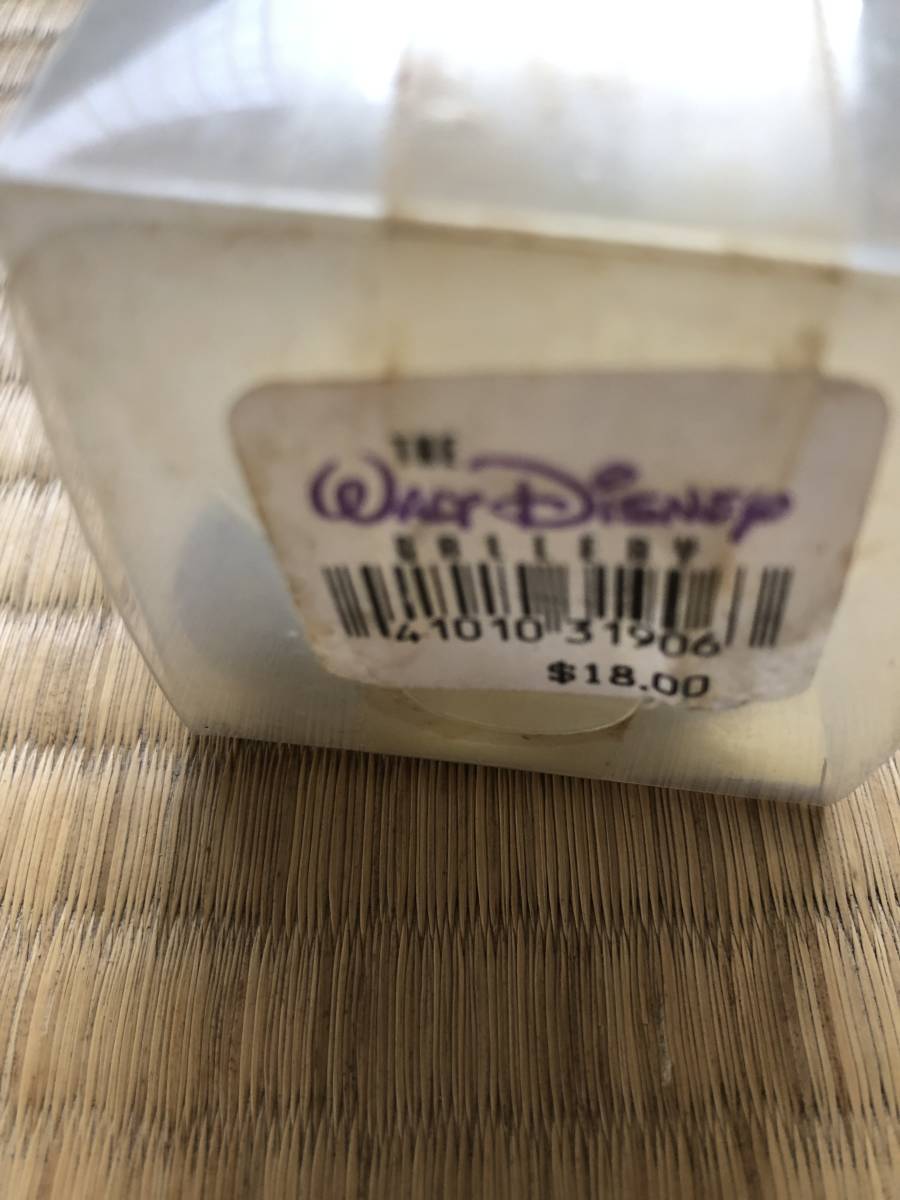 THE
WALT DISNEY
GALLERY
41010 31906
$18.00